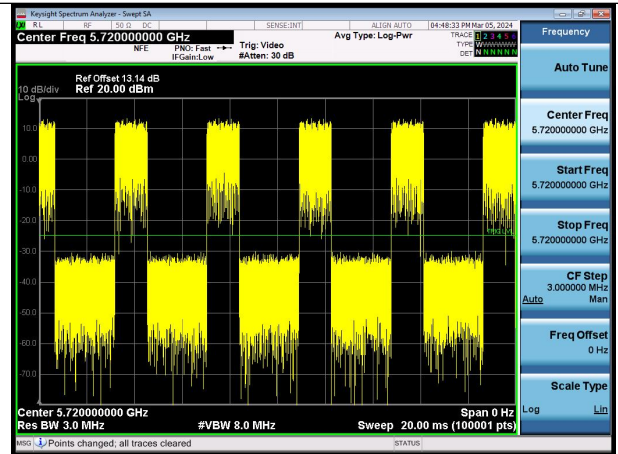 Keysight Spectrum Analyzer - Swept SA
RL RF 50 Ω DC SENSE:INT ALIGN AUTO 04:48:33 PM Mar 05, 2024
Center Freq 5.720000000 GHz
NFE
PNO: Fast
IFGain:Low
Trig: Video
#Atten: 30 dB
Avg Type: Log-Pwr
TRACE 1 2 3 4 5 6
TYPE WWWWWW
DET N N N N N N
Ref Offset 13.14 dB
10 dB/div Ref 20.00 dBm
Log
10.0
0.00
-10.0
-20.0
TRIG LVL
-30.0
-40.0
-50.0
-60.0
-70.0
Center 5.720000000 GHz Span 0 Hz
Res BW 3.0 MHz #VBW 8.0 MHz Sweep 20.00 ms (100001 pts)
MSG Points changed; all traces cleared STATUS
Frequency
Auto Tune
Center Freq
5.720000000 GHz
Start Freq
5.720000000 GHz
Stop Freq
5.720000000 GHz
CF Step
3.000000 MHz
Auto Man
Freq Offset
0 Hz
Scale Type
Log Lin